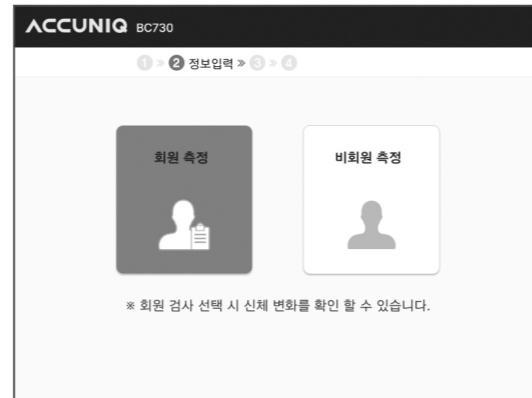 ACCUNIQ BC730
1 » 2 정보입력 » 3 » 4
회원 측정
비회원 측정
※ 회원 검사 선택 시 신체 변화를 확인 할 수 있습니다.